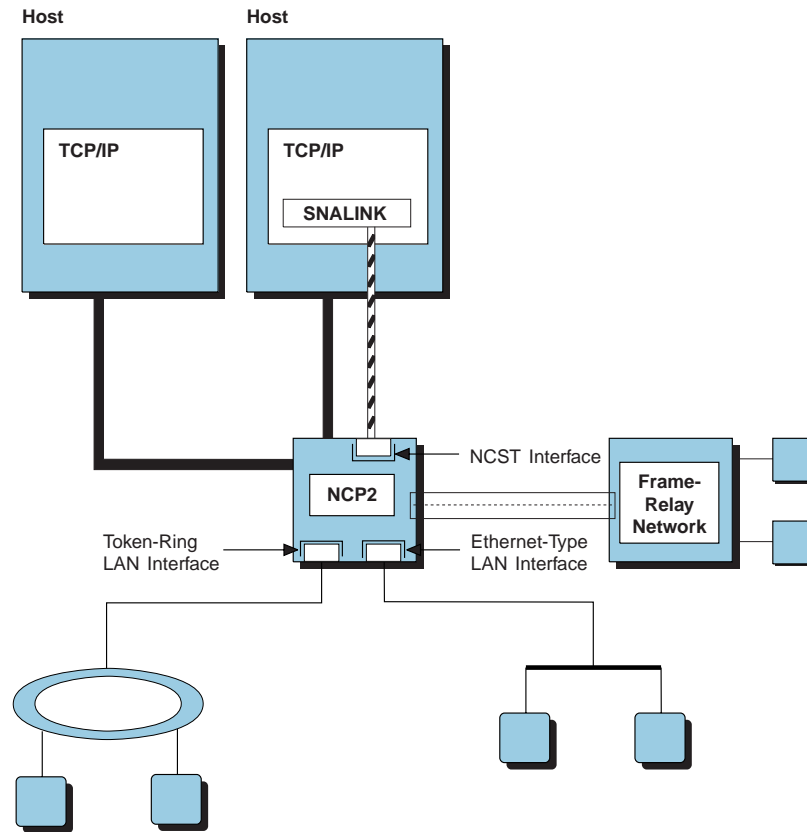 Host
Host
TCP/IP
TCP/IP
SNALINK
NCST Interface
NCP2
Frame-
Relay
Network
Token-Ring
LAN Interface
Ethernet-Type
LAN Interface